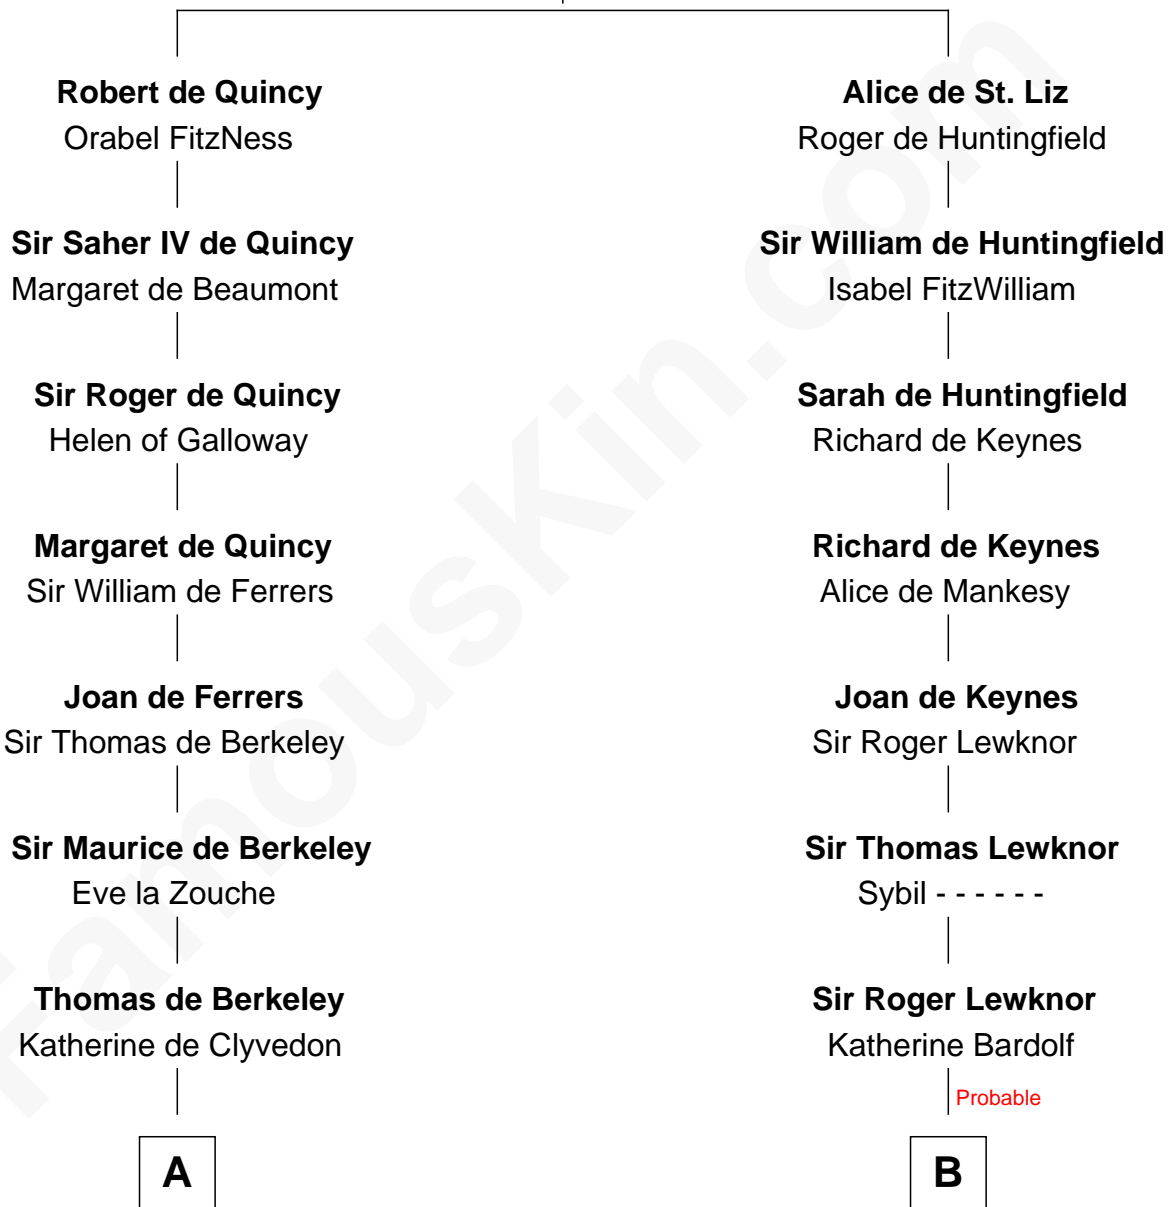 Robert de Quincy
Orabel FitzNess
Sir Saher IV de Quincy
Margaret de Beaumont
Sir Roger de Quincy
Helen of Galloway
Margaret de Quincy
Sir William de Ferrers
Joan de Ferrers
Sir Thomas de Berkeley
Sir Maurice de Berkeley
Eve la Zouche
Thomas de Berkeley
Katherine de Clyvedon
A
Alice de St. Liz
Roger de Huntingfield
Sir William de Huntingfield
Isabel FitzWilliam
Sarah de Huntingfield
Richard de Keynes
Richard de Keynes
Alice de Mankesy
Joan de Keynes
Sir Roger Lewknor
Sir Thomas Lewknor
Sybil - - - - - -
Sir Roger Lewknor
Katherine Bardolf
Probable
B
FamousKin.com